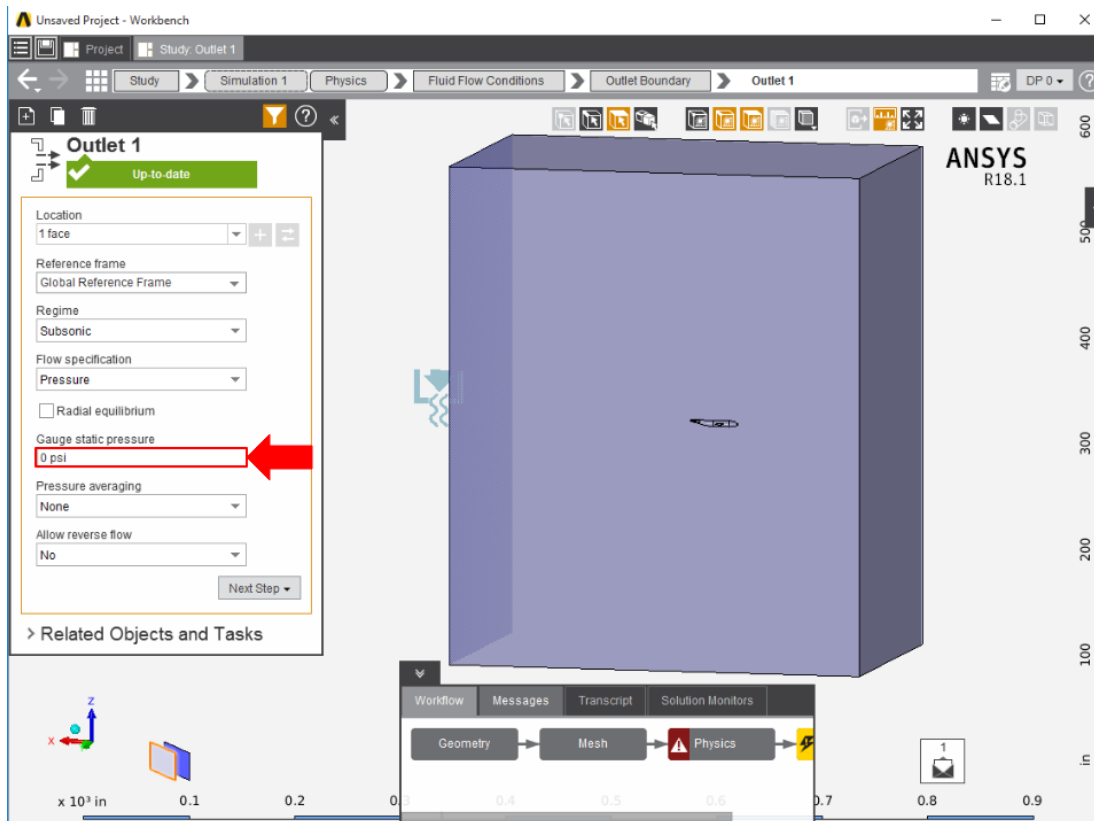 Unsaved Project - Workbench
Project
Study: Outlet 1
Study
Simulation 1
Physics
Fluid Flow Conditions
Outlet Boundary
Outlet 1
DP 0
Outlet 1
Up-to-date
Location
1 face
Reference frame
Global Reference Frame
Regime
Subsonic
Flow specification
Pressure
Radial equilibrium
Gauge static pressure
0 psi
Pressure averaging
None
Allow reverse flow
No
Next Step
Related Objects and Tasks
ANSYS
R18.1
600
500
400
300
200
100
in
z
x
Workflow
Messages
Transcript
Solution Monitors
Geometry
Mesh
Physics
1
x 10³ in
0.1
0.2
0.3
0.4
0.5
0.6
0.7
0.8
0.9